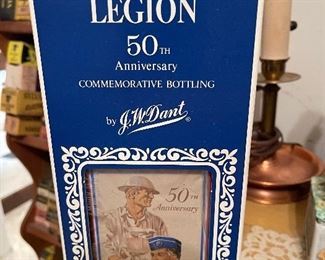 LEGION
50TH
Anniversary
COMMEMORATIVE BOTTLING
by J.W. Dant ®
50TH
Anniversary